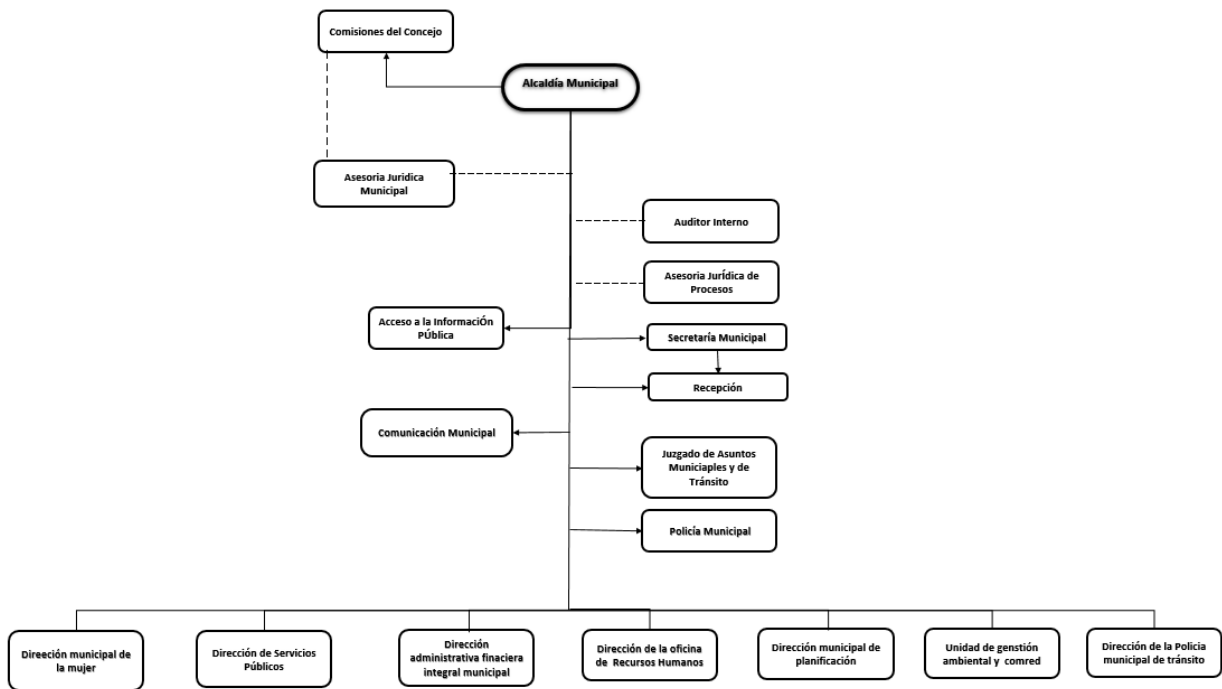 Comisiones del Concejo
Alcaldía Municipal
Asesoria Juridica
Municipal
Auditor Interno
Asesoria JurÍdica de
Procesos
Acceso a la InformaciÓn
PÚblica
Secretaría Municipal
Recepción
Comunicación Municipal
Juzgado de Asuntos
Municiaples y de
Tránsito
Policía Municipal
Direeción municipal de
la mujer
Dirección de Servicios
Públicos
Dirección
administrativa finaciera
integral municipal
Dirección de la oficina
de Recursos Humanos
Dirección municipal de
planificación
Unidad de genstión
ambiental y comred
Dirección de la Policia
municipal de tránsito